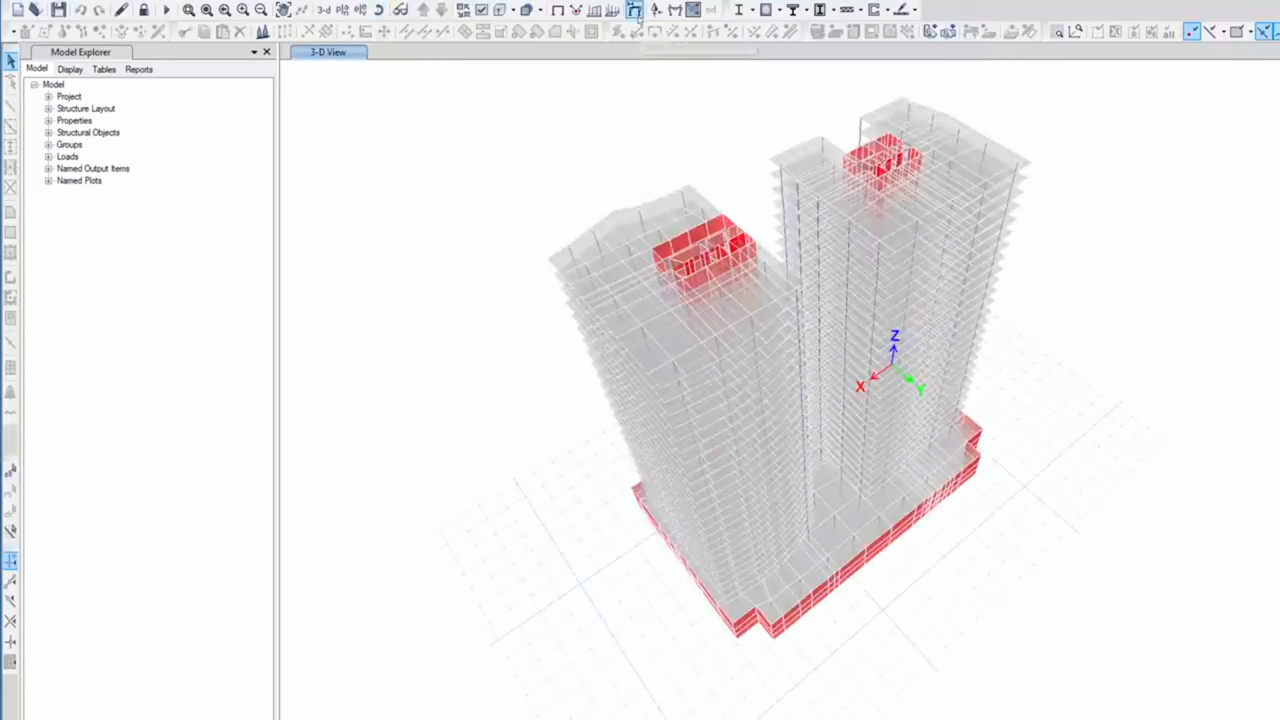 3-d
Model Explorer
3-D View
Model
Display
Tables
Reports
Model
Project
Structure Layout
Properties
Structural Objects
Groups
Loads
Named Output Items
Named Plots
Z
X
Y